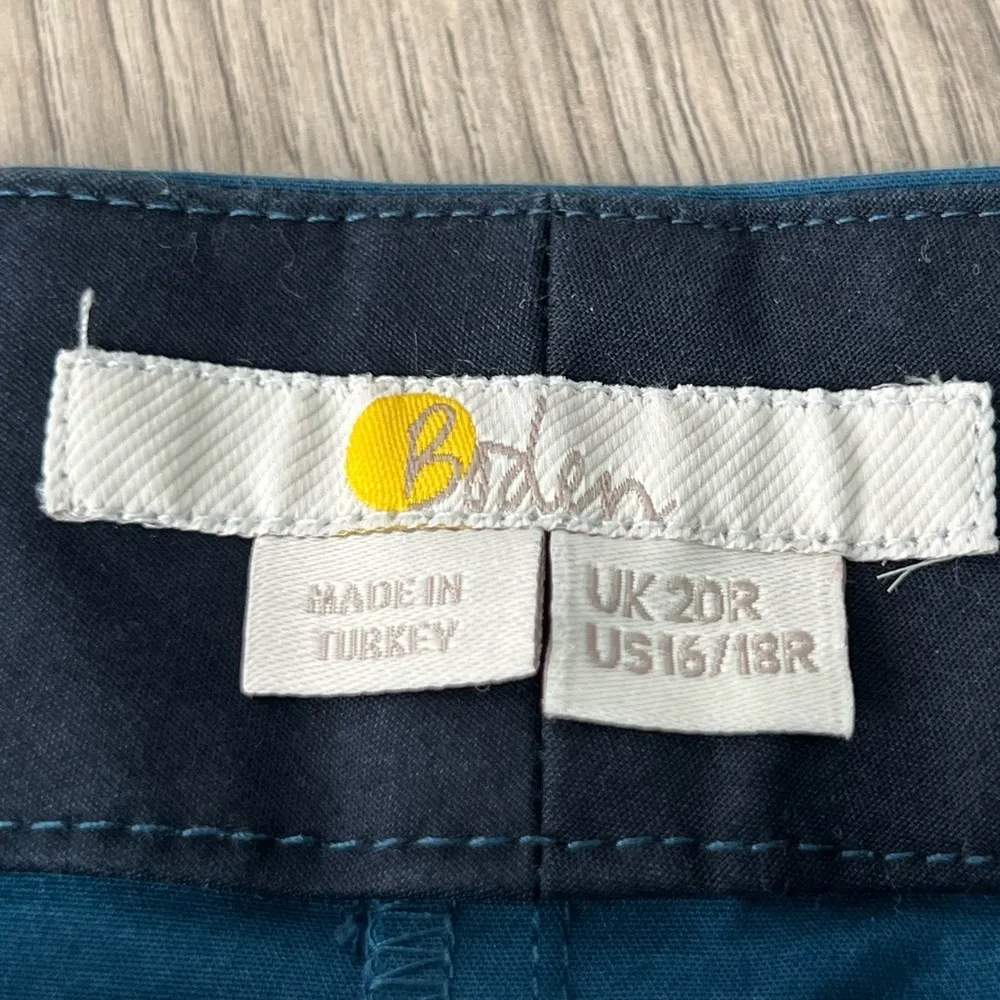 Boden
MADE IN
TURKEY
UK 20R
US16/18R